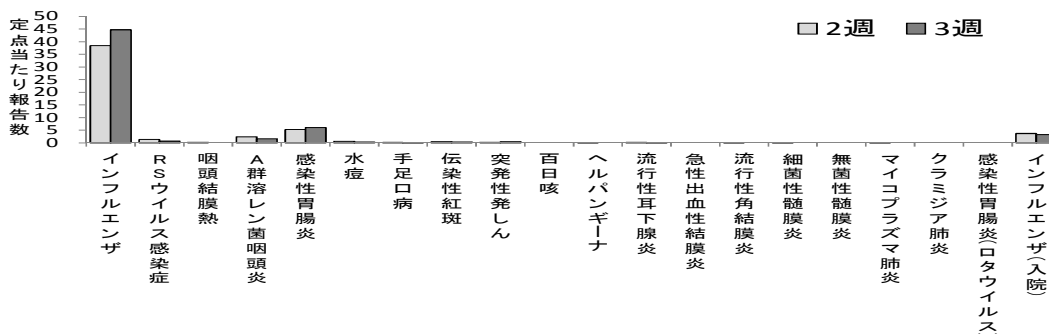 定点当たり報告数
50
45
40
35
30
25
20
15
10
5
0
2週
3週
インフルエンザ
RSウイルス感染症
咽頭結膜熱
A群溶レン菌咽頭炎
感染性胃腸炎
水痘
手足口病
伝染性紅斑
突発性発しん
百日咳
ヘルパンギーナ
流行性耳下腺炎
急性出血性結膜炎
流行性角結膜炎
細菌性髄膜炎
無菌性髄膜炎
マイコプラズマ肺炎
クラミジア肺炎
感染性胃腸炎(ロタウイルス)
インフルエンザ(入院)